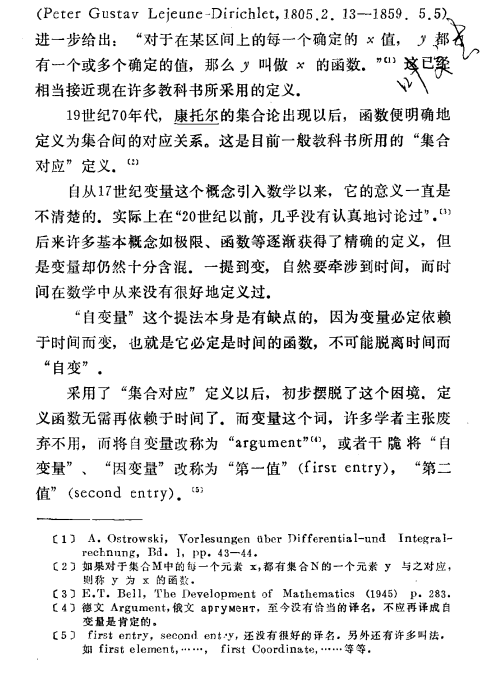 (Peter Gustav Lejeune-Dirichlet, 1805.2. 13—1859. 5.5)
进一步给出：“对于在某区间上的每一个确定的 x 值， y 都
有一个或多个确定的值，那么 y 叫做 x 的函数。”〔1〕 这已经
相当接近现在许多教科书所采用的定义.
19世纪70年代，康托尔的集合论出现以后，函数便明确地
定义为集合间的对应关系。这是目前一般教科书所用的“集合
对应”定义.〔2〕
自从17世纪变量这个概念引入数学以来，它的意义一直是
不清楚的. 实际上在“20世纪以前，几乎没有认真地讨论过”.〔3〕
后来许多基本概念如极限、函数等逐渐获得了精确的定义，但
是变量却仍然十分含混. 一提到变，自然要牵涉到时间，而时
间在数学中从来没有很好地定义过.
“自变量”这个提法本身是有缺点的，因为变量必定依赖
于时间而变，也就是它必定是时间的函数，不可能脱离时间而
“自变”.
采用了“集合对应”定义以后，初步摆脱了这个困境. 定
义函数无需再依赖于时间了. 而变量这个词，许多学者主张废
弃不用，而将自变量改称为“argument”〔4〕，或者干脆将“自
变量”、“因变量”改称为“第一值”(first entry)，“第二
值”(second entry).〔5〕
〔1〕 A. Ostrowski, Vorlesungen über Differential-und Integral-
rechnung, Bd. 1, pp. 43—44.
〔2〕如果对于集合M中的每一个元素 x,都有集合N的一个元素 y 与之对应，
则称 y 为 x 的函数.
〔3〕E.T. Bell, The Development of Mathematics (1945) p. 283.
〔4〕德文 Argument,俄文 аргумент，至今没有恰当的译名，不应再译成自
变量是肯定的.
〔5〕 first entry, second entry, 还没有很好的译名. 另外还有许多叫法.
如 first element, ……， first Coordinate, ……等等.